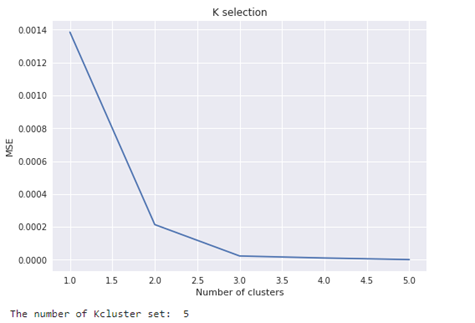 K selection
0.0014
0.0012
0.0010
0.0008
0.0006
0.0004
0.0002
0.0000
MSE
1.0 1.5 2.0 2.5 3.0 3.5 4.0 4.5 5.0
Number of clusters
The number of Kcluster set: 5